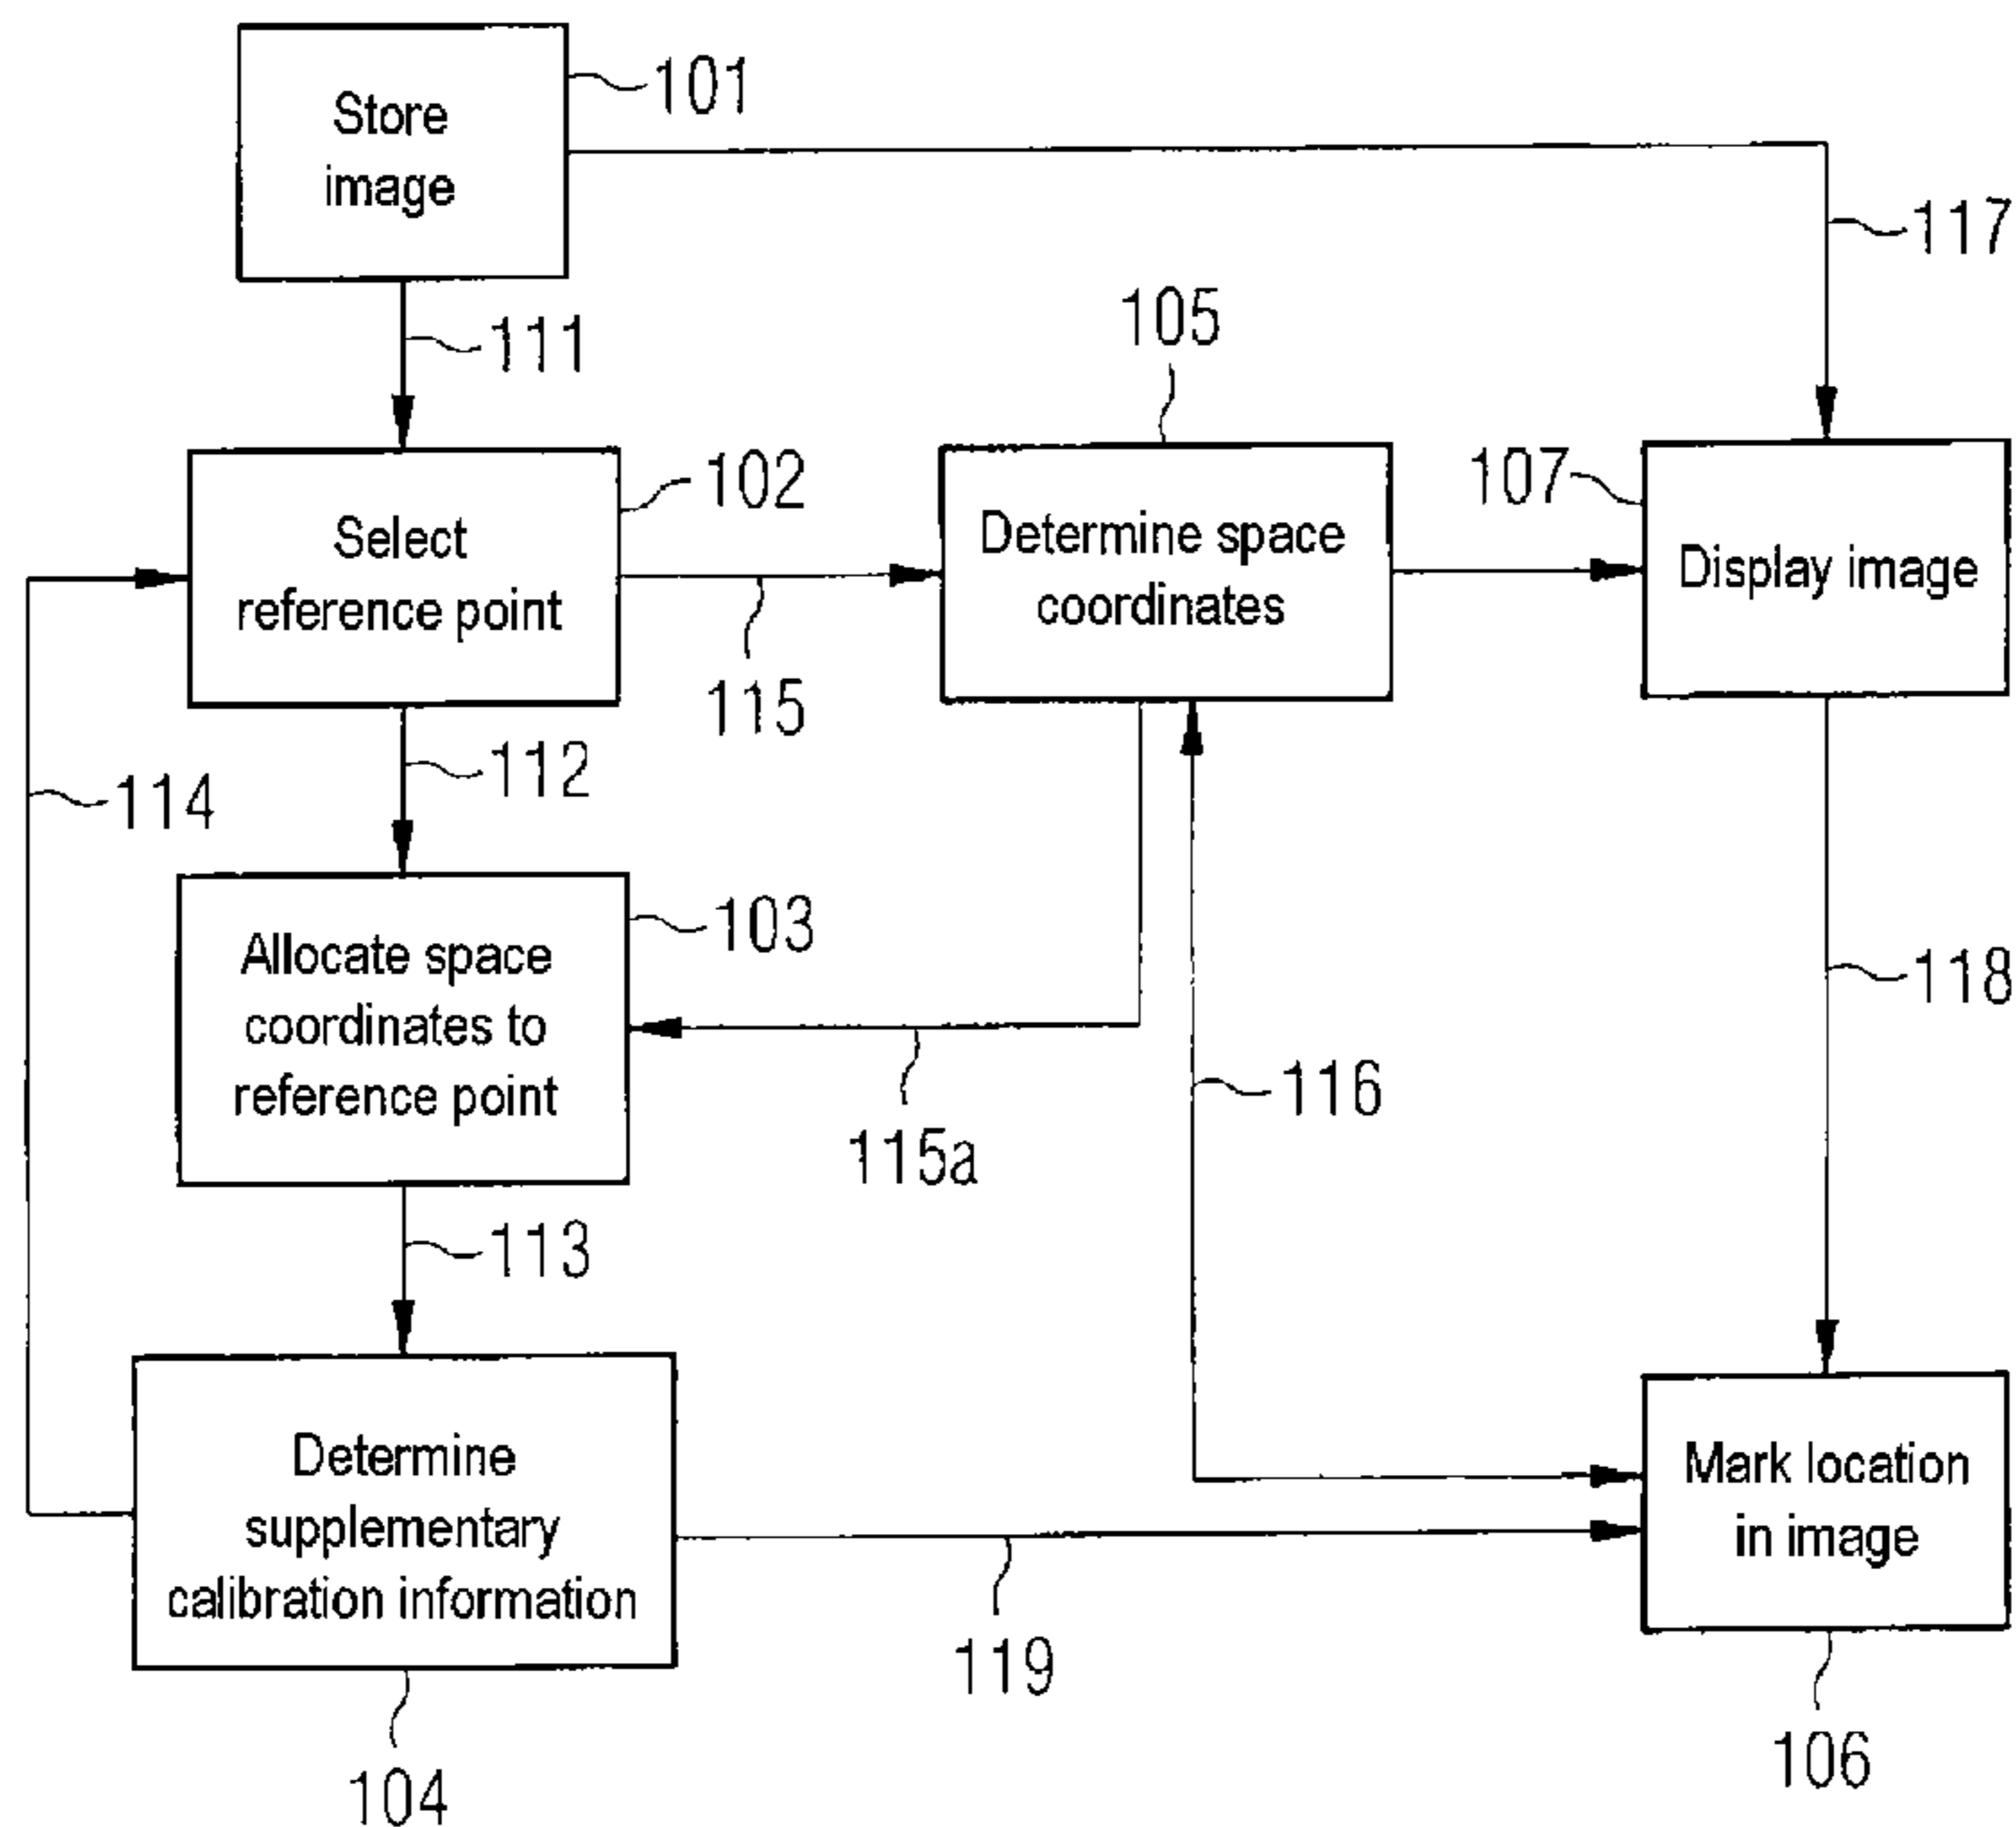 Store
image
101
117
111
105
Select
reference point
102
Determine space
coordinates
107
Display image
115
112
114
Allocate space
coordinates to
reference point
103
118
116
115a
113
Determine
supplementary
calibration information
Mark location
in image
119
104
106